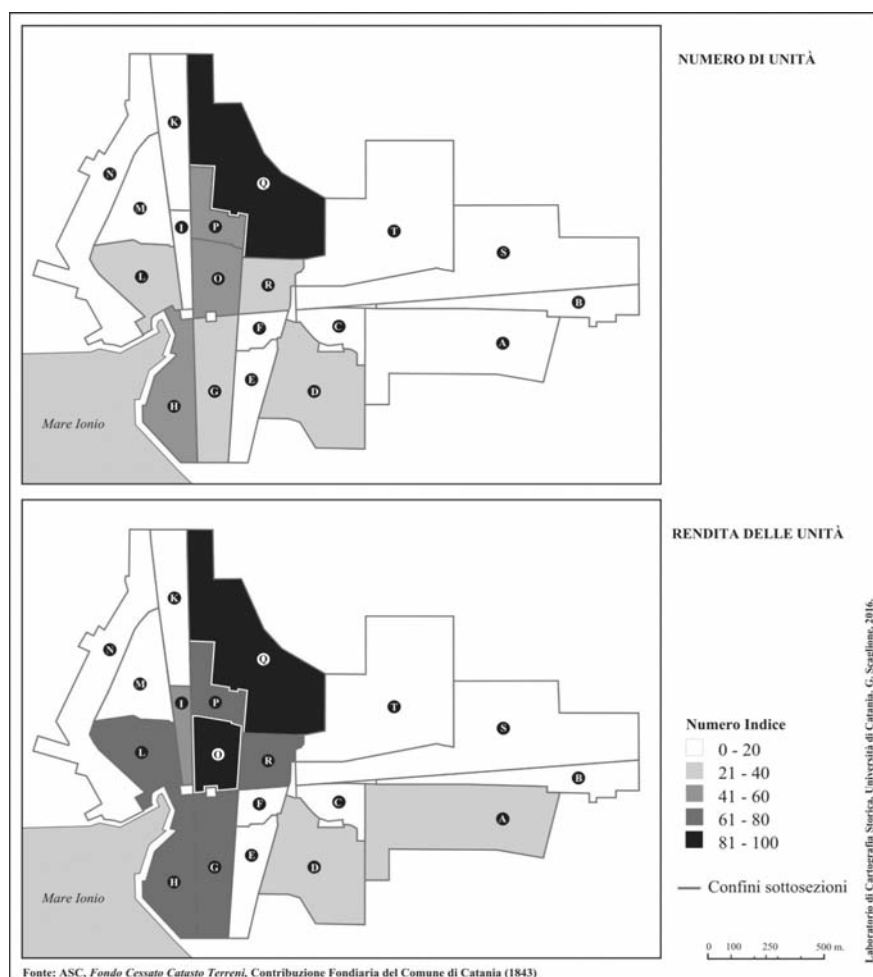 NUMERO DI UNITÀ
K
N
Q
M
I
P
T
S
L
O
R
B
F
C
A
E
G
D
H
Mare Ionio
RENDITA DELLE UNITÀ
K
N
Q
M
I
P
T
S
L
O
R
B
F
C
A
E
G
D
H
Mare Ionio
Numero Indice
0 - 20
21 - 40
41 - 60
61 - 80
81 - 100
Confini sottosezioni
0 100 250 500 m.
Laboratorio di Cartografia Storica, Università di Catania, G. Scaglione, 2016.
Fonte: ASC, Fondo Cessato Catasto Terreni, Contribuzione Fondiaria del Comune di Catania (1843)